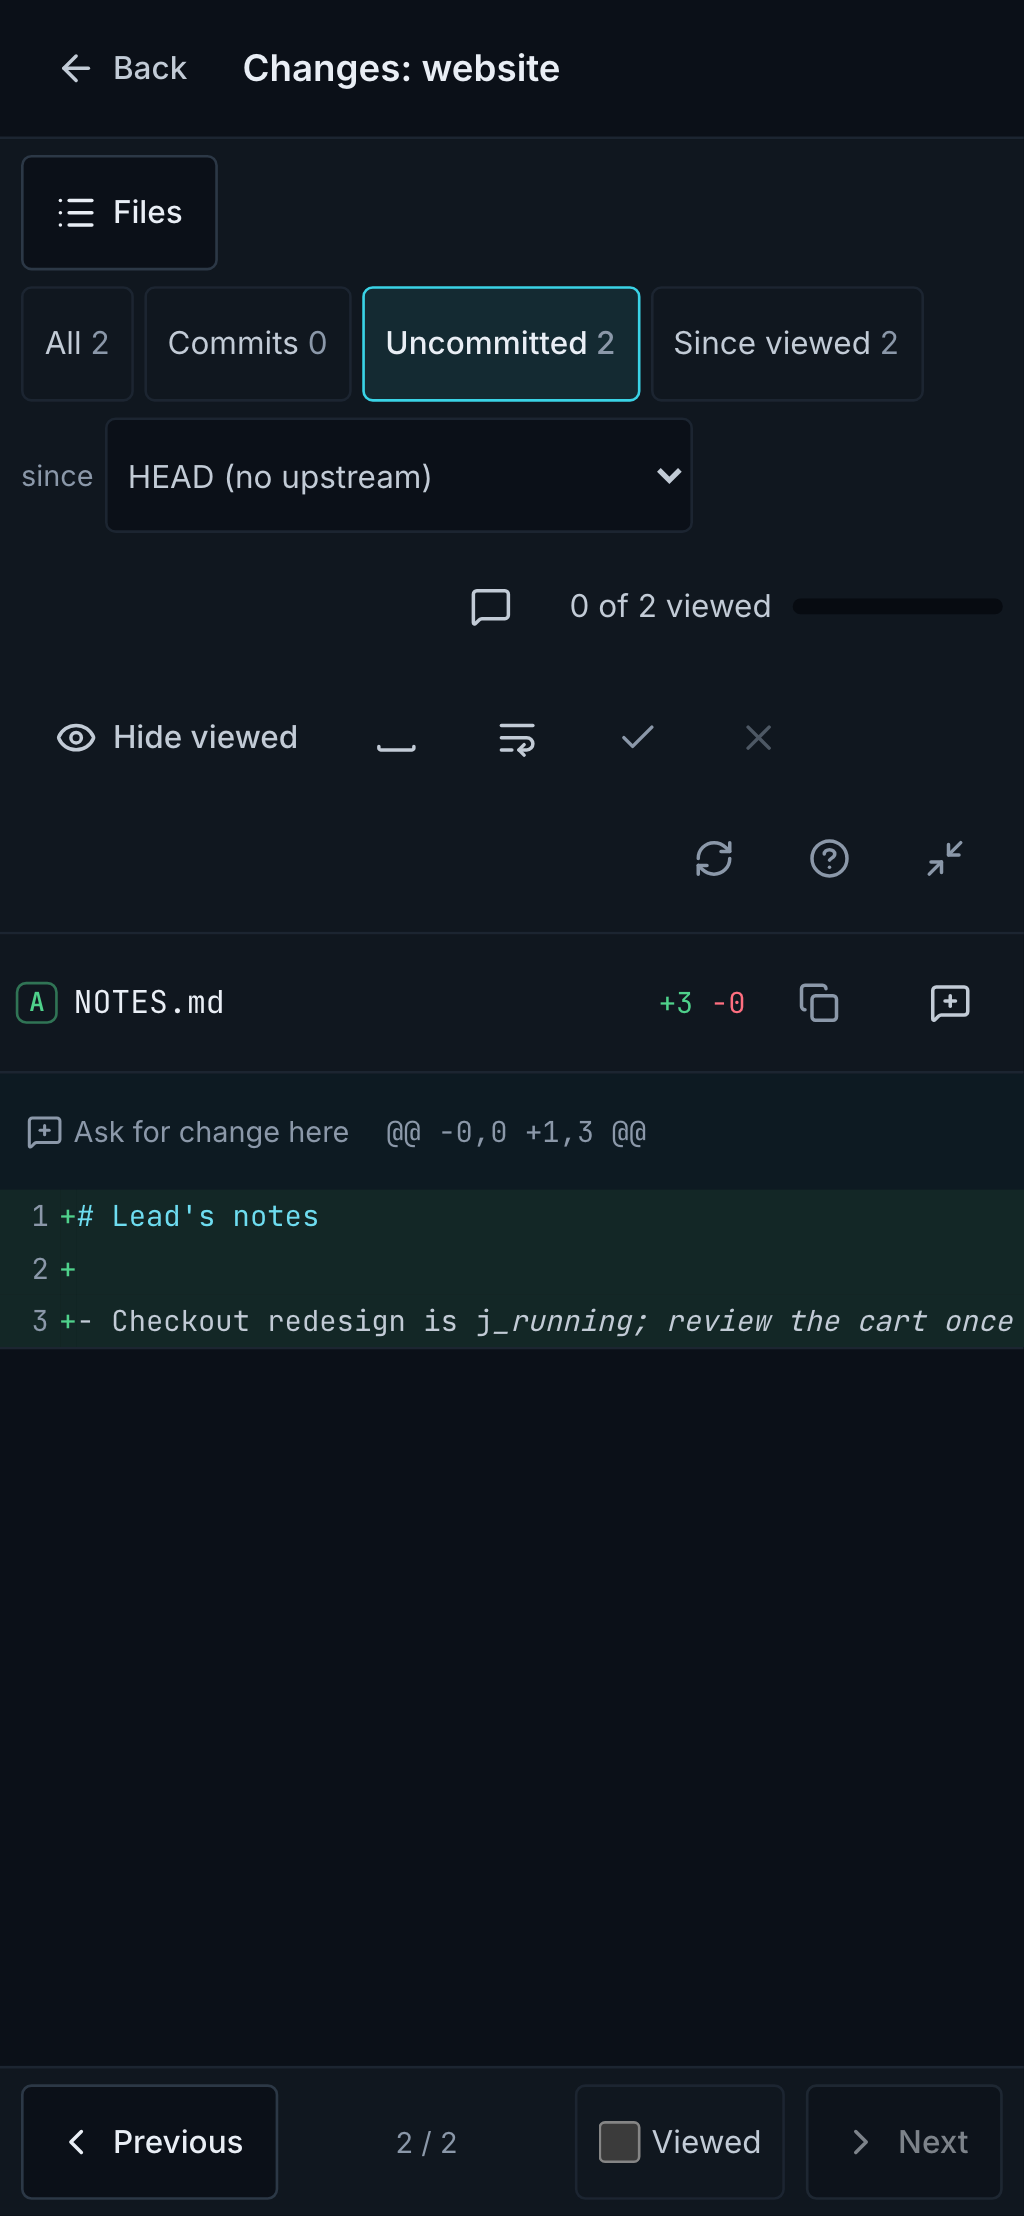 Back Changes: website
Files
All 2 Commits 0 Uncommitted 2 Since viewed 2
since HEAD (no upstream)
0 of 2 viewed
Hide viewed
A NOTES.md +3 -0
Ask for change here @@ -0,0 +1,3 @@
1 +# Lead's notes
2 +
3 +- Checkout redesign is j_running; review the cart once
Previous 2 / 2 Viewed Next